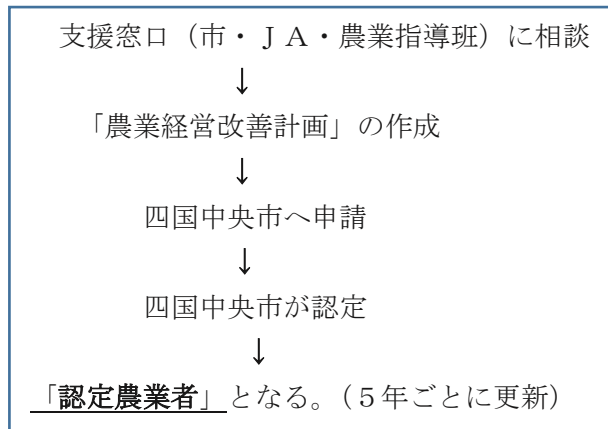 支援窓口（市・ＪＡ・農業指導班）に相談
↓
「農業経営改善計画」の作成
↓
四国中央市へ申請
↓
四国中央市が認定
↓
「認定農業者」となる。（５年ごとに更新）